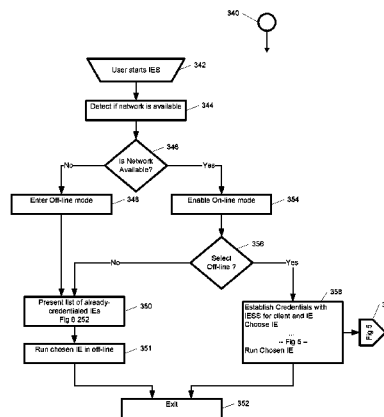 340
User starts IES
342
Detect if network is available
344
346
Is Network
Available?
No
Yes
Enter Off-line mode
348
Enable On-line mode
354
356
Select
Off-line ?
No
Yes
Present list of already-
credentialed IEs
Fig 8 252
350
358
Establish Credentials with
IESS for client and IE
Choose IE
...
-- Fig 5 --
Run Chosen IE
3
Fig 5
Run chosen IE in off-line
351
Exit
352